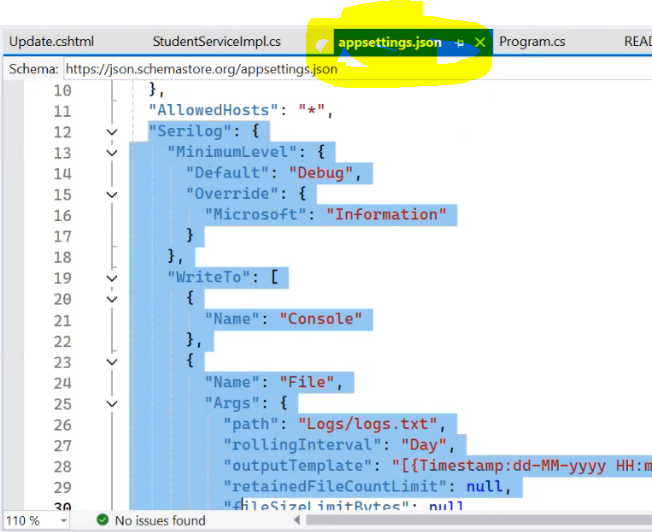 Update.cshtml StudentServiceImpl.cs appsettings.json Program.cs READ
Schema: https://json.schemastore.org/appsettings.json
10 },
11 "AllowedHosts": "*",
12 "Serilog": {
13 "MinimumLevel": {
14 "Default": "Debug",
15 "Override": {
16 "Microsoft": "Information"
17 }
18 },
19 "WriteTo": [
20 {
21 "Name": "Console"
22 },
23 {
24 "Name": "File",
25 "Args": {
26 "path": "Logs/logs.txt",
27 "rollingInterval": "Day",
28 "outputTemplate": "[{Timestamp:dd-MM-yyyy HH:m
29 "retainedFileCountLimit": null,
30 "fileSizeLimitBytes": null
110 % No issues found